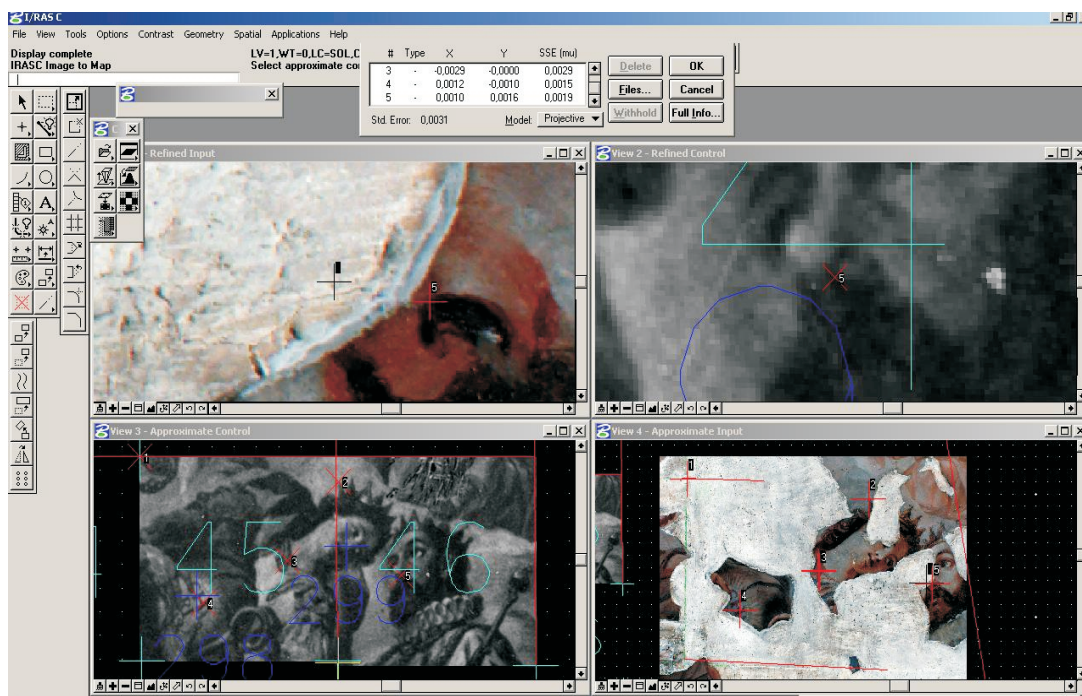 I/RAS C
File View Tools Options Contrast Geometry Spatial Applications Help
Display complete
IRASC Image to Map
LV=1,WT=0,LC=SOL,C
Select approximate co
# Type X Y SSE (mu)
3 - -0,0029 -0,0000 0,0029
4 - 0,0012 -0,0010 0,0015
5 - 0,0010 0,0016 0,0019
Std. Error: 0,0031 Model: Projective
Delete OK
Files... Cancel
Withhold Full Info...
- Refined Input
5
View 2 - Refined Control
5
View 3 - Approximate Control
1
2
45 46
3
5
299
4
298
View 4 - Approximate Input
1
2
3
5
4